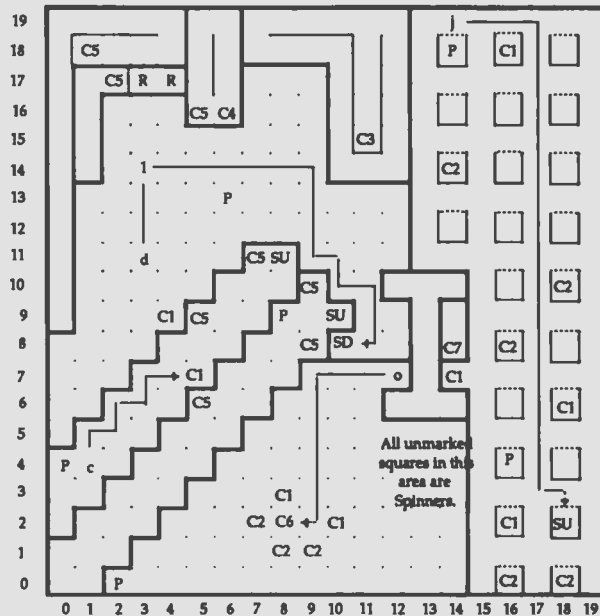 19 j
18 C5 P C1
17 C5 R R
16 C5 C4
15 C3
14 1 C2
13 P
12
11 d C5 SU
10 C5 C2
9 C1 C5 P SU
8 C5 SD C7 C2
7 C1 o C1
6 C5 C1
5
4 P c P
All unmarked
squares in this
area are
Spinners.
3 C1
2 C2 C6 C1 C1 SU
1 C2 C2
0 P C2 C2
0 1 2 3 4 5 6 7 8 9 10 11 12 13 14 15 16 17 18 19